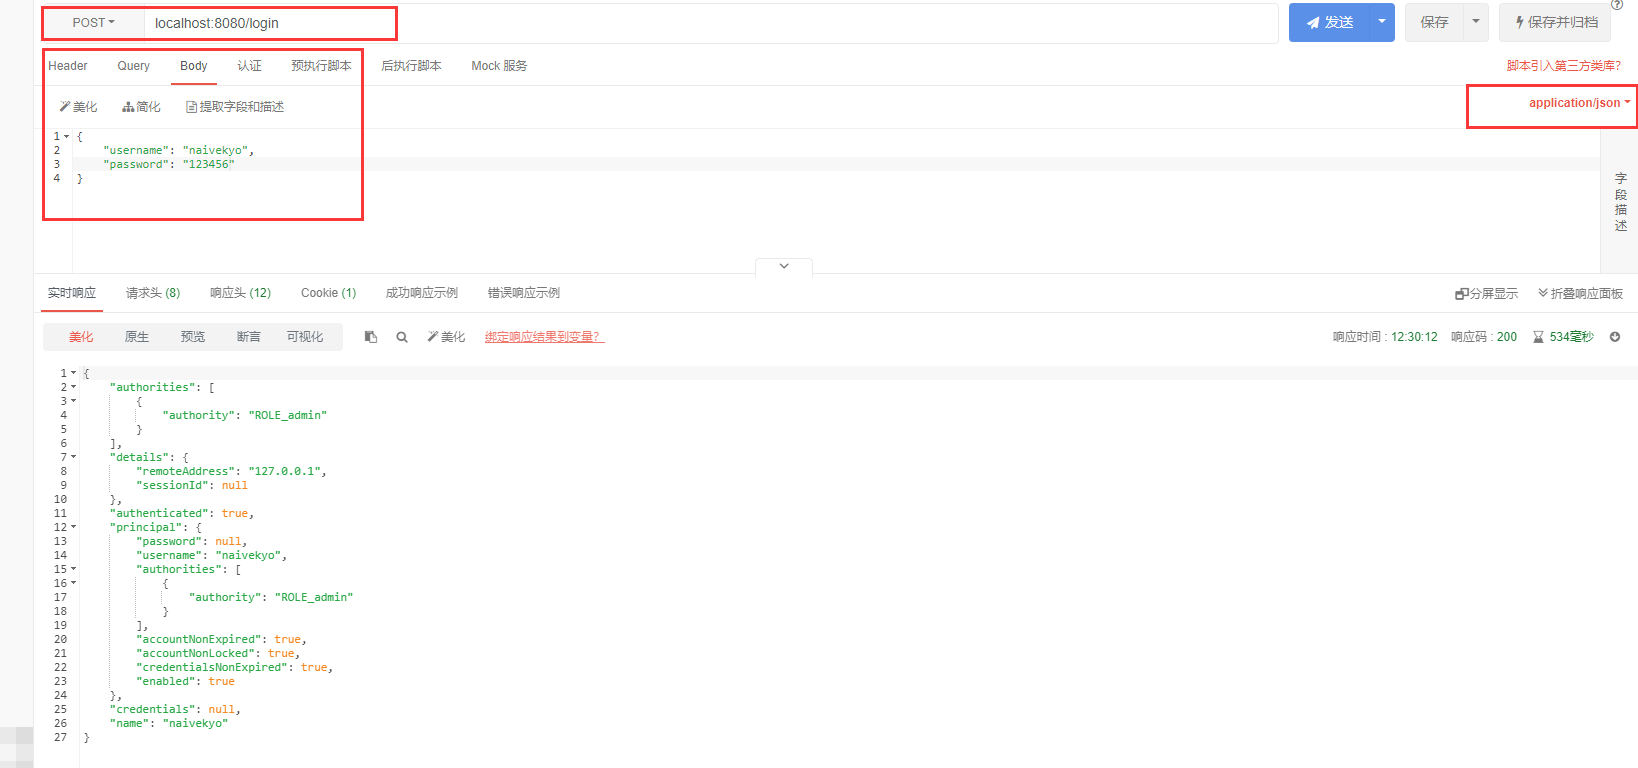 POST localhost:8080/login 发送 保存 保存并归档
Header Query Body 认证 预执行脚本 后执行脚本 Mock 服务 脚本引入第三方类库?
美化 简化 提取字段和描述 application/json
1 {
2 "username": "naivekyo",
3 "password": "123456"
4 }
字段描述
实时响应 请求头 (8) 响应头 (12) Cookie (1) 成功响应示例 错误响应示例 分屏显示 折叠响应面板
美化 原生 预览 断言 可视化 美化 绑定响应结果到变量? 响应时间 : 12:30:12 响应码 : 200 534毫秒
1 {
2 "authorities": [
3 {
4 "authority": "ROLE_admin"
5 }
6 ],
7 "details": {
8 "remoteAddress": "127.0.0.1",
9 "sessionId": null
10 },
11 "authenticated": true,
12 "principal": {
13 "password": null,
14 "username": "naivekyo",
15 "authorities": [
16 {
17 "authority": "ROLE_admin"
18 }
19 ],
20 "accountNonExpired": true,
21 "accountNonLocked": true,
22 "credentialsNonExpired": true,
23 "enabled": true
24 },
25 "credentials": null,
26 "name": "naivekyo"
27 }